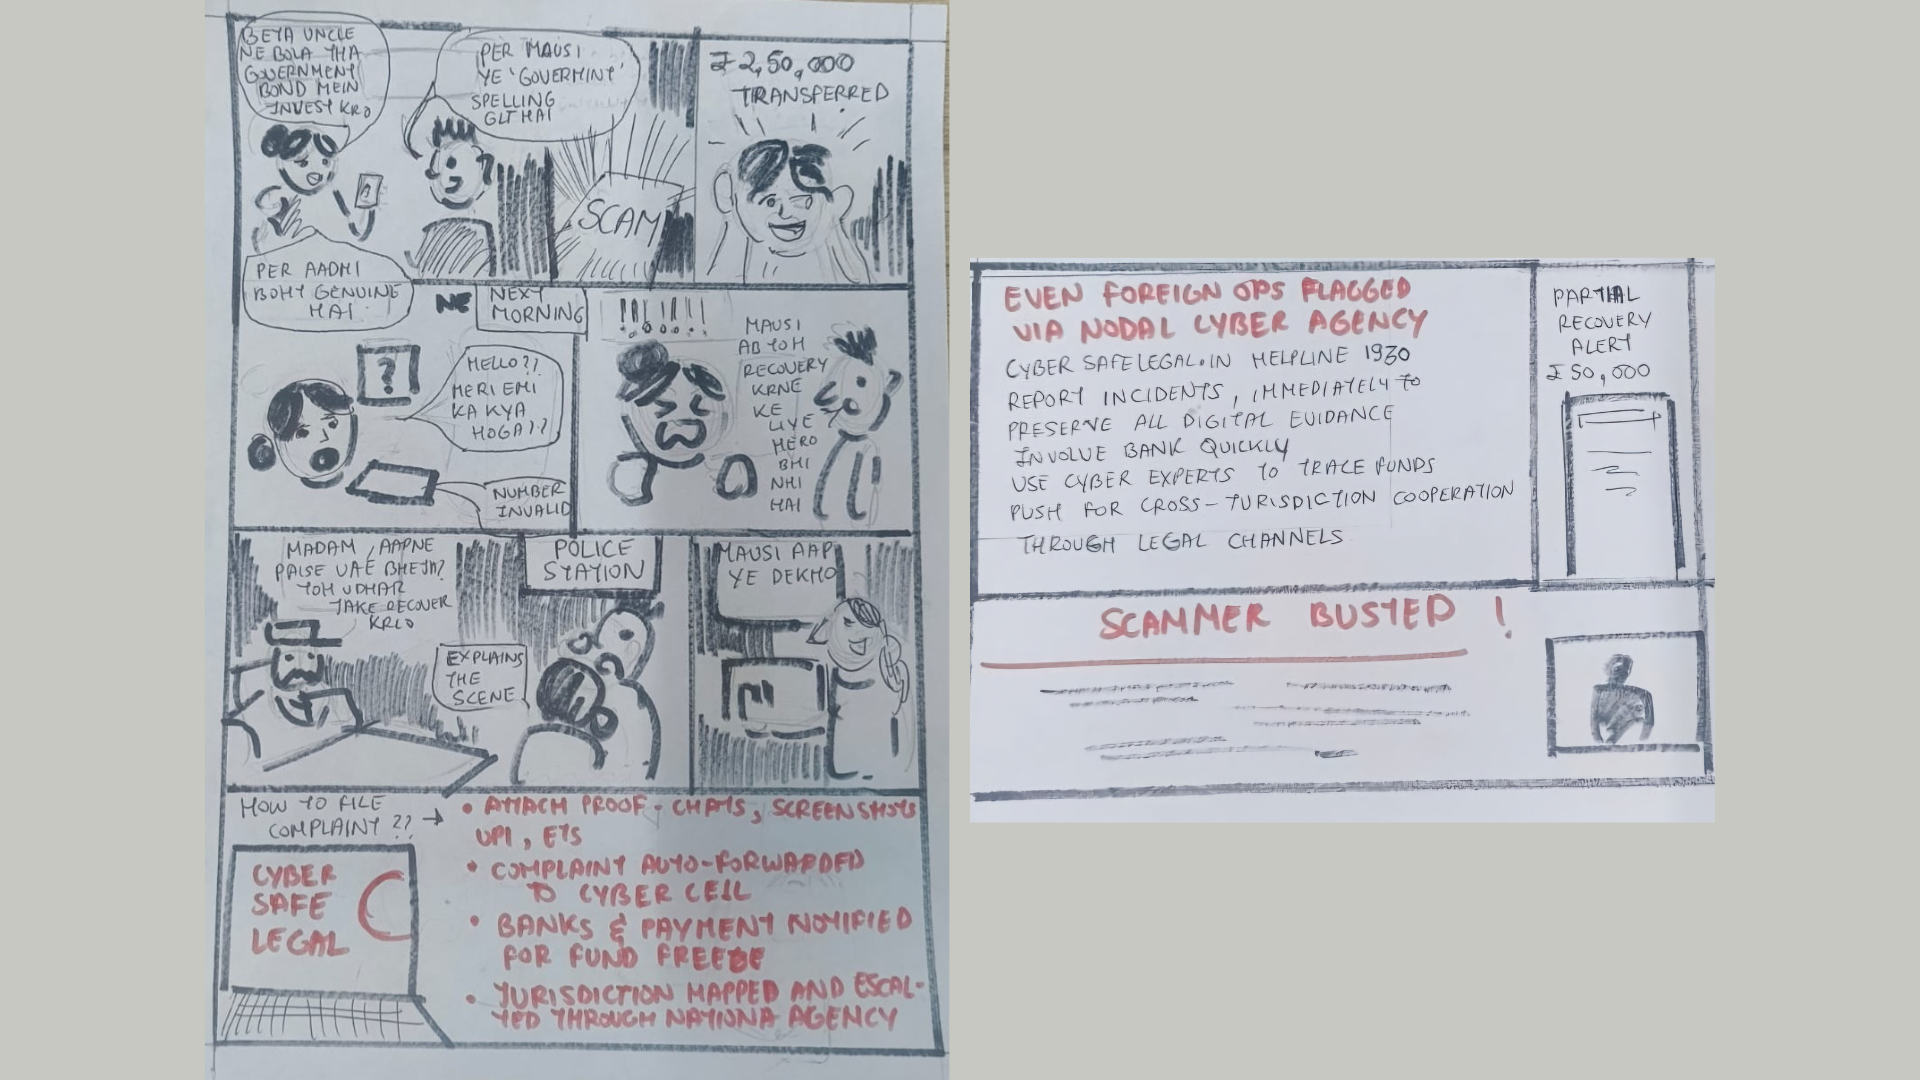 BETA UNCLE
NE BOLA THA
GOVERNMENT
BOND MEIN
INVEST KRO
PER MAUSI
YE 'GOVERMINT'
SPELLING
GLT HAI
SCAM
₹ 2,50,000
TRANSFERRED
PER AADMI
BOHT GENUINE
HAI
NE
NEXT
MORNING
?
HELLO??
MERI EMI
KA KYA
HOGA??
NUMBER
INVALID
!!!!!!!
MAUSI
AB TOH
RECOVERY
KRNE
KE
LIYE
HERO
BHI
NHI
HAI
MADAM, AAPNE
PAISE UAE BHEJE?
TOH UDHAR
JAKE RECOVER
KRLO
POLICE
STATION
EXPLAINS
THE
SCENE
MAUSI AAP
YE DEKHO
HOW TO FILE
COMPLAINT ?? →
CYBER
SAFE
LEGAL
• ATTACH PROOF - CHATS, SCREENSHOTS
UPI, ETS
• COMPLAINT AUTO-FORWARDED
TO CYBER CELL
• BANKS & PAYMENT NOTIFIED
FOR FUND FREEZE
• JURISDICTION MAPPED AND ESCAL-
TED THROUGH NATIONA AGENCY
EVEN FOREIGN OPS FLAGGED
VIA NODAL CYBER AGENCY
CYBER SAFELEGAL.IN HELPLINE 1930
REPORT INCIDENTS, IMMEDIATELY TO
PRESERVE ALL DIGITAL EVIDANCE
INVOLVE BANK QUICKLY
USE CYBER EXPERTS TO TRACE FUNDS
PUSH FOR CROSS-JURISDICTION COOPERATION
THROUGH LEGAL CHANNELS
PARTIAL
RECOVERY
ALERT
₹ 50,000
SCAMMER BUSTED !